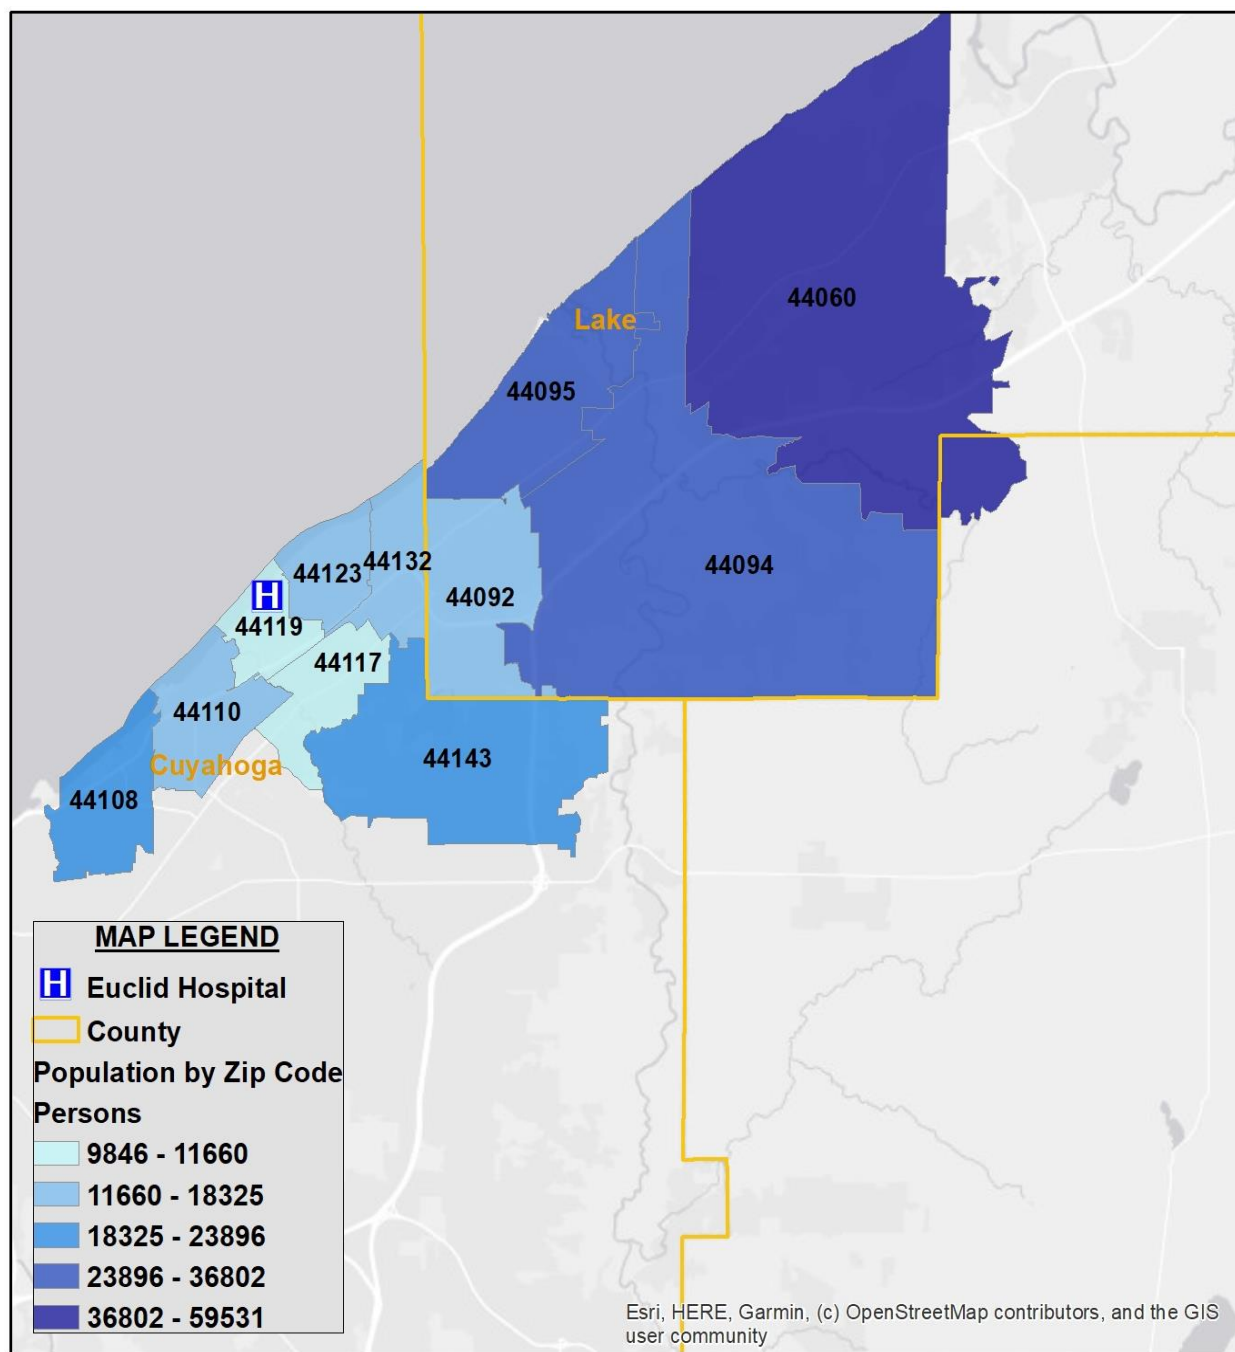 44060
Lake
44095
44132
44123
44094
44092
H
44119
44117
44110
44143
Cuyahoga
44108
MAP LEGEND
H Euclid Hospital
County
Population by Zip Code
Persons
9846 - 11660
11660 - 18325
18325 - 23896
23896 - 36802
36802 - 59531
Esri, HERE, Garmin, (c) OpenStreetMap contributors, and the GIS
user community